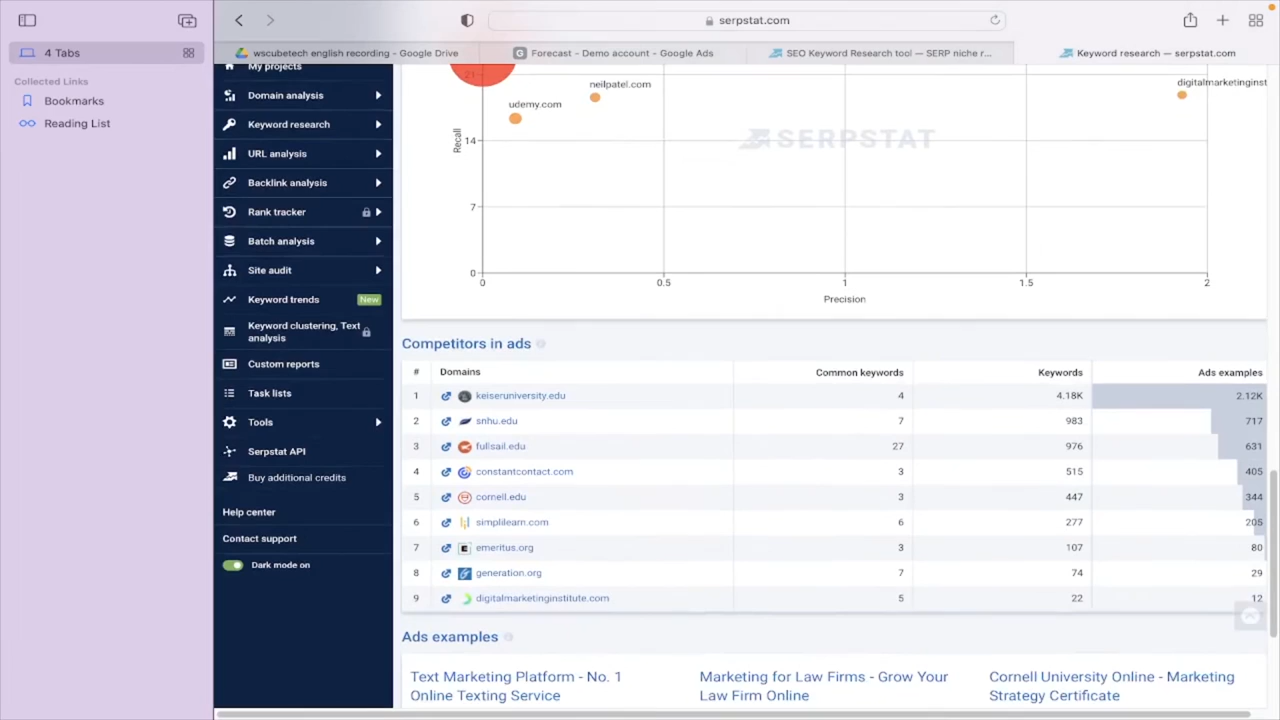 serpstat.com
4 Tabs
wscubetech english recording - Google Drive
Forecast - Demo account - Google Ads
SEO Keyword Research tool — SERP niche r...
Keyword research — serpstat.com
Collected Links
Bookmarks
Reading List
My projects
Domain analysis
Keyword research
URL analysis
Backlink analysis
Rank tracker
Batch analysis
Site audit
Keyword trends New
Keyword clustering, Text
analysis
Custom reports
Task lists
Tools
Serpstat API
Buy additional credits
Help center
Contact support
Dark mode on
21
neilpatel.com
digitalmarketinginst
udemy.com
SERPSTAT
Recall
14
7
0
0 0.5 1 1.5 2
Precision
Competitors in ads
# Domains Common keywords Keywords Ads examples
1 keiseruniversity.edu 4 4.18K 2.12K
2 snhu.edu 7 983 717
3 fullsail.edu 27 976 631
4 constantcontact.com 3 515 405
5 cornell.edu 3 447 344
6 simplilearn.com 6 277 205
7 emeritus.org 3 107 80
8 generation.org 7 74 29
9 digitalmarketinginstitute.com 5 22 12
Ads examples
Text Marketing Platform - No. 1
Online Texting Service
Marketing for Law Firms - Grow Your
Law Firm Online
Cornell University Online - Marketing
Strategy Certificate